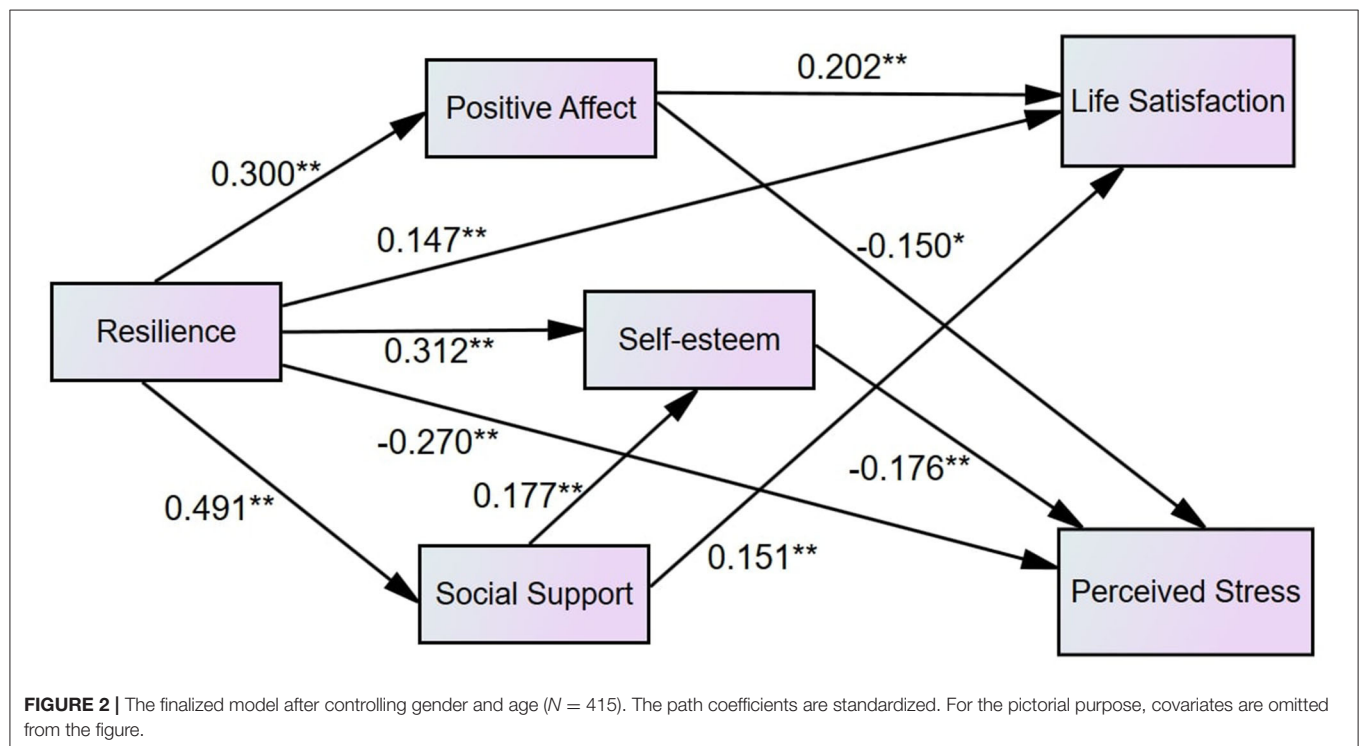 0.202**
Life Satisfaction
Positive Affect
0.300**
0.147**
-0.150*
Resilience
Self-esteem
0.312**
-0.270**
-0.176**
0.177**
0.491**
0.151**
Social Support
Perceived Stress
FIGURE 2 | The finalized model after controlling gender and age (N = 415). The path coefficients are standardized. For the pictorial purpose, covariates are omitted
from the figure.